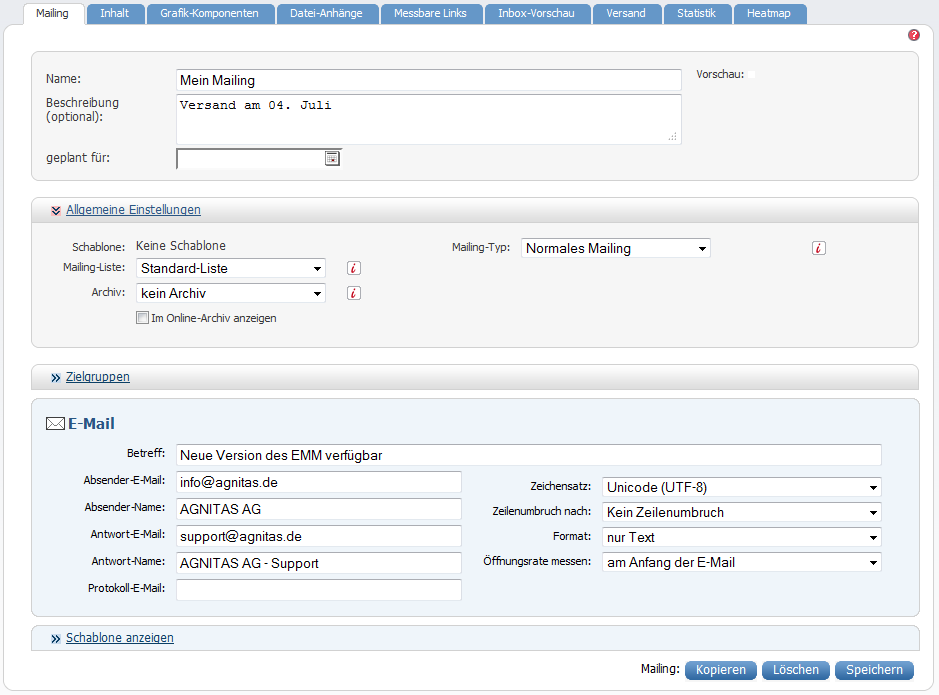 Mailing Inhalt Grafik-Komponenten Datei-Anhänge Messbare Links Inbox-Vorschau Versand Statistik Heatmap
?
Name: Mein Mailing Vorschau:
Beschreibung (optional): Versand am 04. Juli
geplant für:
Allgemeine Einstellungen
Schablone: Keine Schablone Mailing-Typ: Normales Mailing i
Mailing-Liste: Standard-Liste i
Archiv: kein Archiv i
Im Online-Archiv anzeigen
Zielgruppen
E-Mail
Betreff: Neue Version des EMM verfügbar
Absender-E-Mail: info@agnitas.de Zeichensatz: Unicode (UTF-8)
Absender-Name: AGNITAS AG Zeilenumbruch nach: Kein Zeilenumbruch
Antwort-E-Mail: support@agnitas.de Format: nur Text
Antwort-Name: AGNITAS AG - Support Öffnungsrate messen: am Anfang der E-Mail
Protokoll-E-Mail:
Schablone anzeigen
Mailing: Kopieren Löschen Speichern